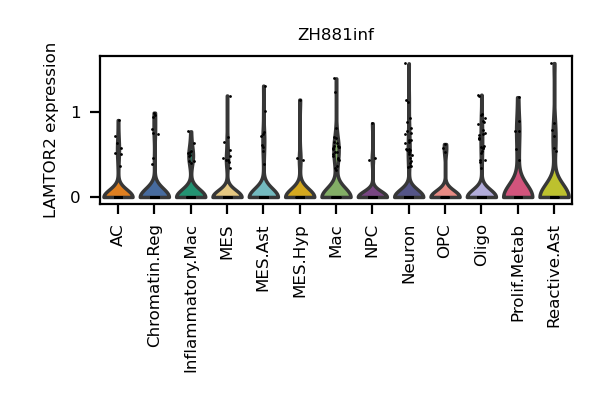 ZH881inf
LAMTOR2 expression
1
0
AC
Chromatin.Reg
Inflammatory.Mac
MES
MES.Ast
MES.Hyp
Mac
NPC
Neuron
OPC
Oligo
Prolif.Metab
Reactive.Ast